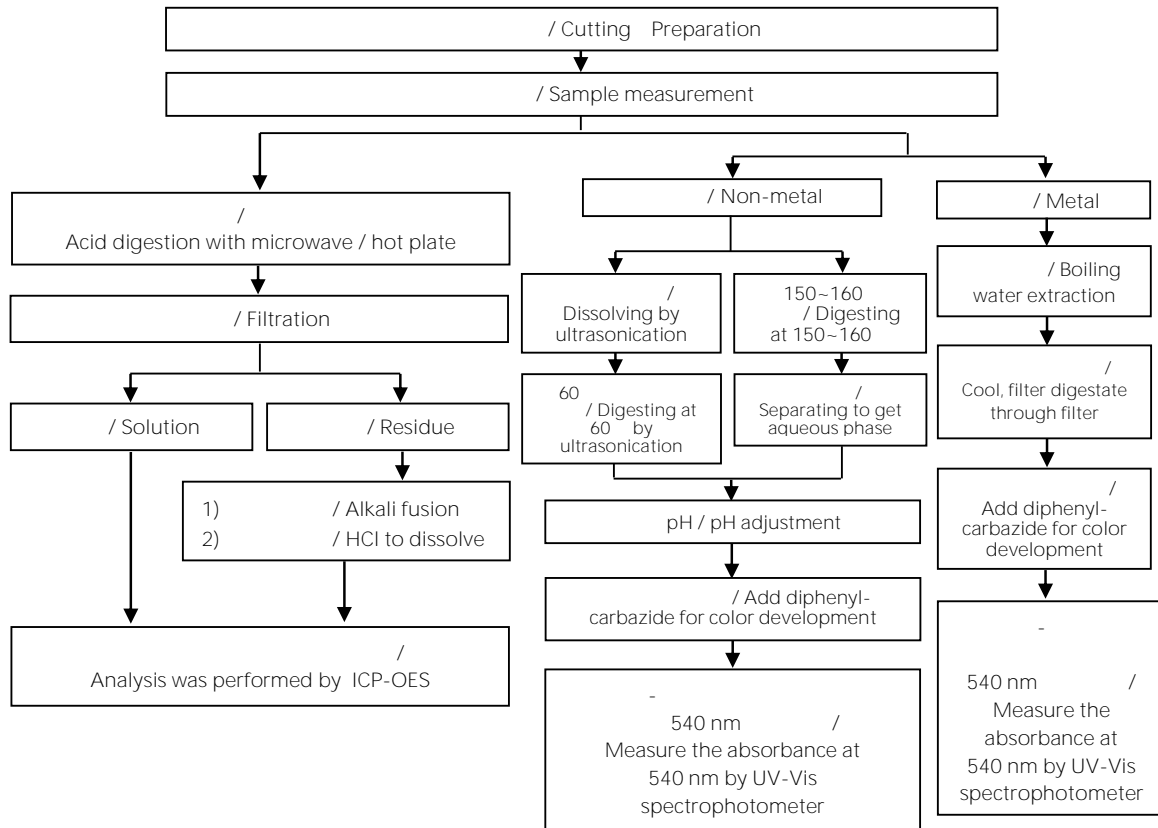 / Cutting Preparation
/ Sample measurement
/
Acid digestion with microwave / hot plate
/ Filtration
/ Solution
/ Residue
1) / Alkali fusion
2) / HCl to dissolve
/
Analysis was performed by ICP-OES
/ Non-metal
/
Dissolving by
ultrasonication
60
/ Digesting at
60 by
ultrasonication
150~160
/ Digesting
at 150~160
/
Separating to get
aqueous phase
pH / pH adjustment
/ Add diphenyl-
carbazide for color development
-
540 nm /
Measure the absorbance at
540 nm by UV-Vis
spectrophotometer
/ Metal
/ Boiling
water extraction
/
Cool, filter digestate
through filter
/
Add diphenyl-
carbazide for color
development
-
540 nm /
Measure the
absorbance at
540 nm by UV-Vis
spectrophotometer